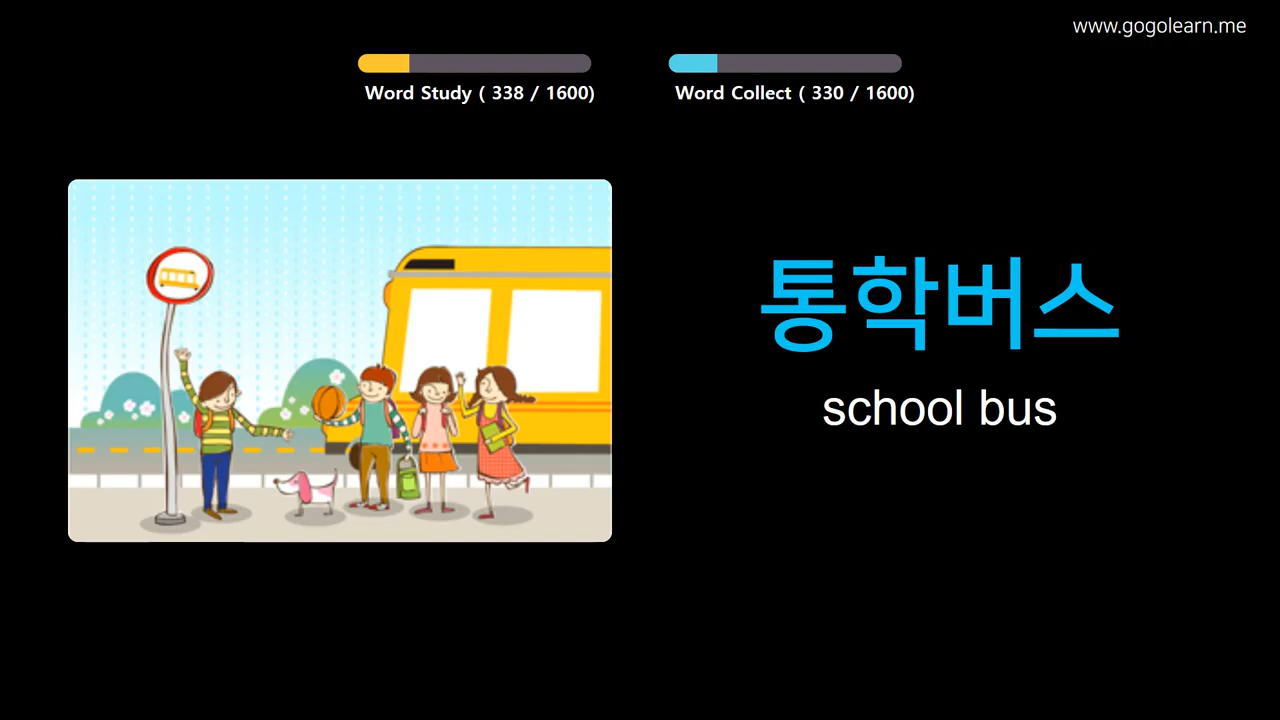 www.gogolearn.me
Word Study ( 338 / 1600)
Word Collect ( 330 / 1600)
통학버스
school bus